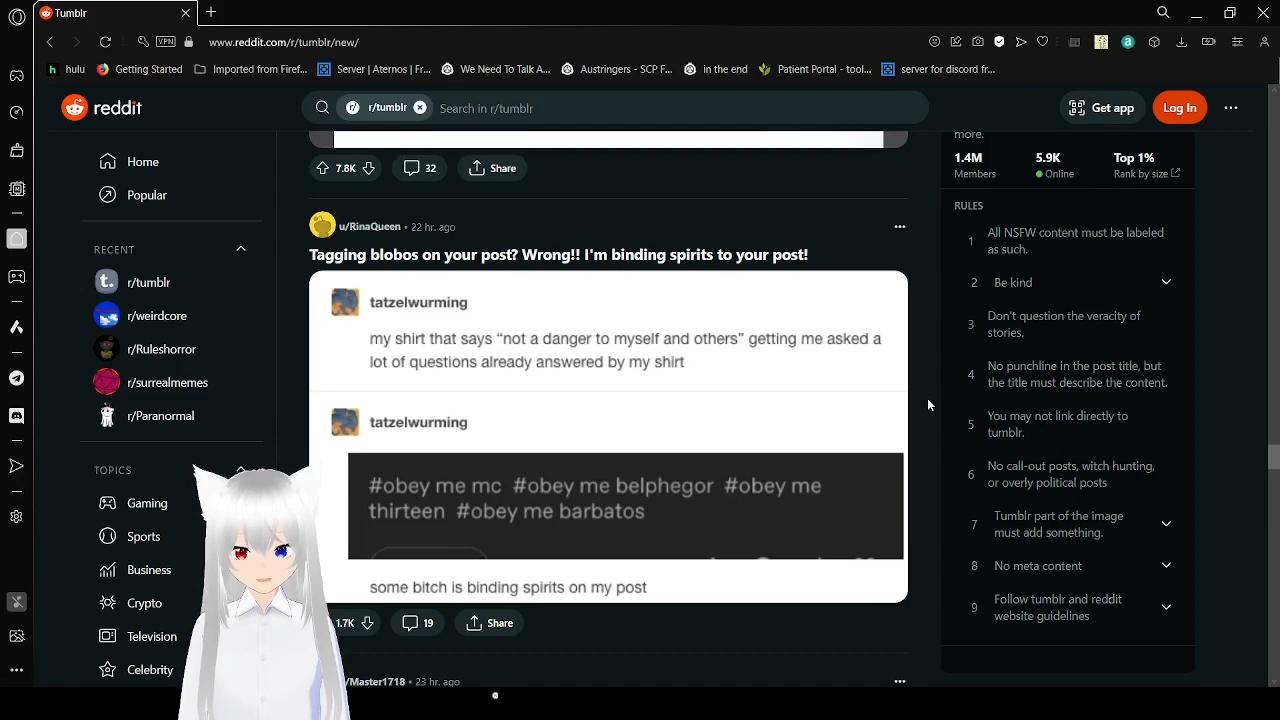 Tumblr
VPN
www.reddit.com/r/tumblr/new/
hulu
Getting Started
Imported from Firef...
Server | Aternos | Fr...
We Need To Talk A...
Austringers - SCP F...
in the end
Patient Portal - tool...
server for discord fr...
reddit
r/tumblr
Search in r/tumblr
Get app
Log In
Home
Popular
RECENT
r/tumblr
r/weirdcore
r/Ruleshorror
r/surrealmemes
r/Paranormal
TOPICS
Gaming
Sports
Business
Crypto
Television
Celebrity
7.8K
32
Share
u/RinaQueen • 22 hr. ago
Tagging blobos on your post? Wrong!! I'm binding spirits to your post!
tatzelwurming
my shirt that says “not a danger to myself and others” getting me asked a
lot of questions already answered by my shirt
tatzelwurming
#obey me mc #obey me belphegor #obey me
thirteen #obey me barbatos
some bitch is binding spirits on my post
1.7K
19
Share
/Master1718 • 23 hr. ago
more.
1.4M
Members
5.9K
Online
Top 1%
Rank by size
RULES
1
All NSFW content must be labeled
as such.
2
Be kind
3
Don't question the veracity of
stories.
4
No punchline in the post title, but
the title must describe the content.
5
You may not link directly to
tumblr.
6
No call-out posts, witch hunting,
or overly political posts
7
Tumblr part of the image
must add something.
8
No meta content
9
Follow tumblr and reddit
website guidelines